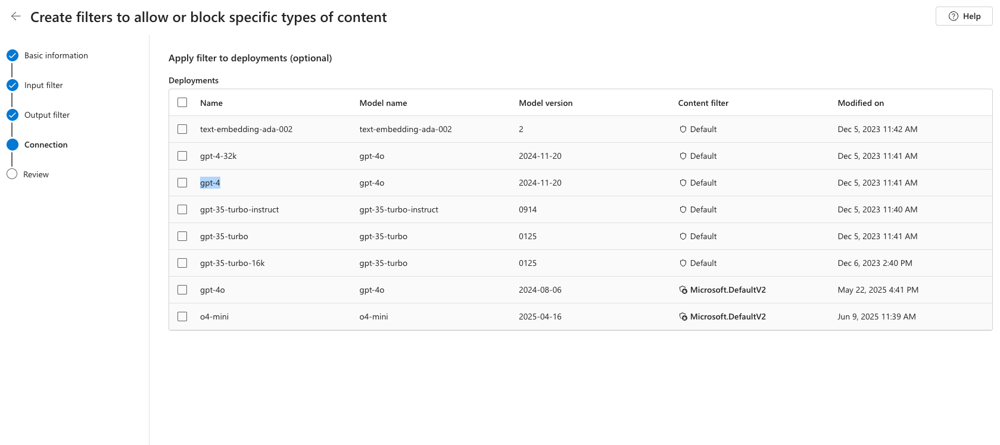 Create filters to allow or block specific types of content
Help
Basic information
Input filter
Output filter
Connection
Review
Apply filter to deployments (optional)
Deployments
Name Model name Model version Content filter Modified on
text-embedding-ada-002 text-embedding-ada-002 2 Default Dec 5, 2023 11:42 AM
gpt-4-32k gpt-4o 2024-11-20 Default Dec 5, 2023 11:41 AM
gpt-4 gpt-4o 2024-11-20 Default Dec 5, 2023 11:41 AM
gpt-35-turbo-instruct gpt-35-turbo-instruct 0914 Default Dec 5, 2023 11:40 AM
gpt-35-turbo gpt-35-turbo 0125 Default Dec 5, 2023 11:41 AM
gpt-35-turbo-16k gpt-35-turbo 0125 Default Dec 6, 2023 2:40 PM
gpt-4o gpt-4o 2024-08-06 Microsoft.DefaultV2 May 22, 2025 4:41 PM
o4-mini o4-mini 2025-04-16 Microsoft.DefaultV2 Jun 9, 2025 11:39 AM